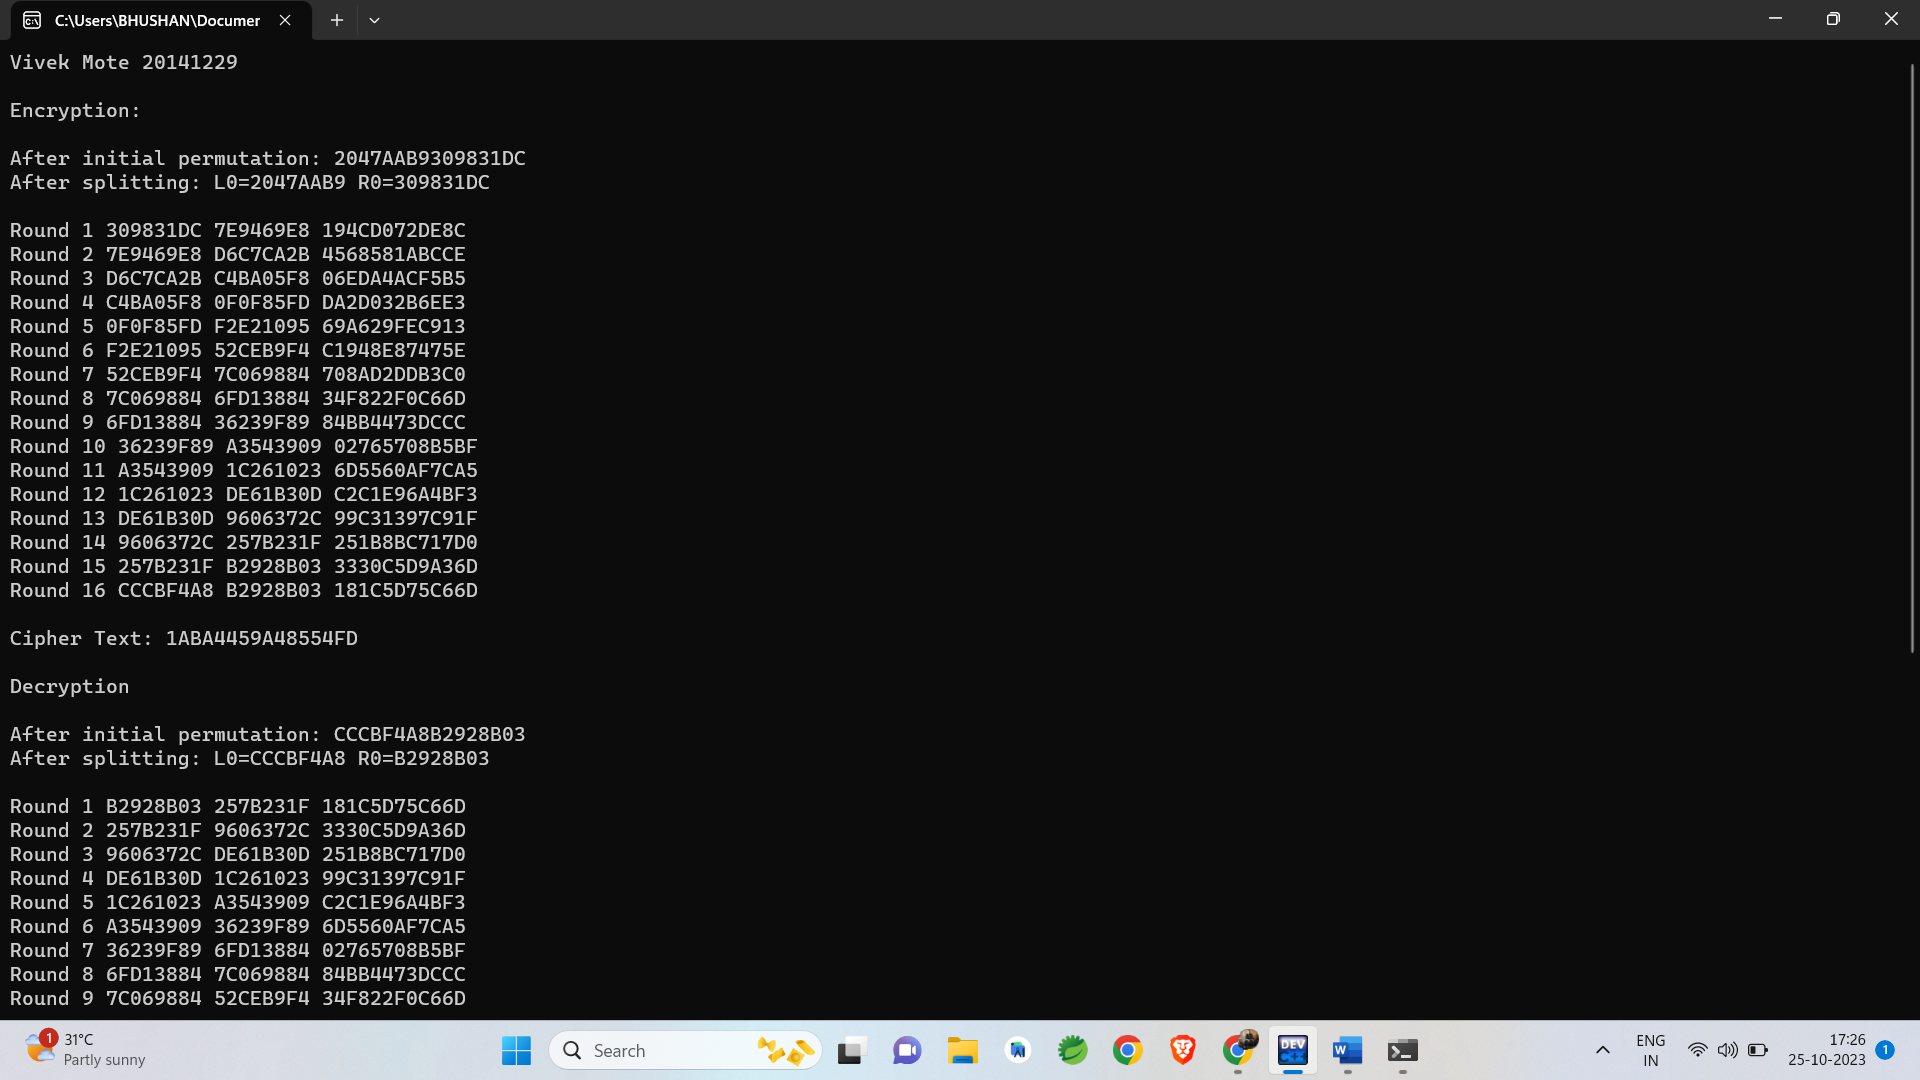 C:\Users\BHUSHAN\Documer
Vivek Mote 20141229
Encryption:
After initial permutation: 2047AAB9309831DC
After splitting: L0=2047AAB9 R0=309831DC
Round 1 309831DC 7E9469E8 194CD072DE8C
Round 2 7E9469E8 D6C7CA2B 4568581ABCCE
Round 3 D6C7CA2B C4BA05F8 06EDA4ACF5B5
Round 4 C4BA05F8 0F0F85FD DA2D032B6EE3
Round 5 0F0F85FD F2E21095 69A629FEC913
Round 6 F2E21095 52CEB9F4 C1948E87475E
Round 7 52CEB9F4 7C069884 708AD2DDB3C0
Round 8 7C069884 6FD13884 34F822F0C66D
Round 9 6FD13884 36239F89 84BB4473DCCC
Round 10 36239F89 A3543909 02765708B5BF
Round 11 A3543909 1C261023 6D5560AF7CA5
Round 12 1C261023 DE61B30D C2C1E96A4BF3
Round 13 DE61B30D 9606372C 99C31397C91F
Round 14 9606372C 257B231F 251B8BC717D0
Round 15 257B231F B2928B03 3330C5D9A36D
Round 16 CCCBF4A8 B2928B03 181C5D75C66D
Cipher Text: 1ABA4459A48554FD
Decryption
After initial permutation: CCCBF4A8B2928B03
After splitting: L0=CCCBF4A8 R0=B2928B03
Round 1 B2928B03 257B231F 181C5D75C66D
Round 2 257B231F 9606372C 3330C5D9A36D
Round 3 9606372C DE61B30D 251B8BC717D0
Round 4 DE61B30D 1C261023 99C31397C91F
Round 5 1C261023 A3543909 C2C1E96A4BF3
Round 6 A3543909 36239F89 6D5560AF7CA5
Round 7 36239F89 6FD13884 02765708B5BF
Round 8 6FD13884 7C069884 84BB4473DCCC
Round 9 7C069884 52CEB9F4 34F822F0C66D
1 31°C
Partly sunny
Search
DEV C++
W
ENG
IN
17:26
25-10-2023
1